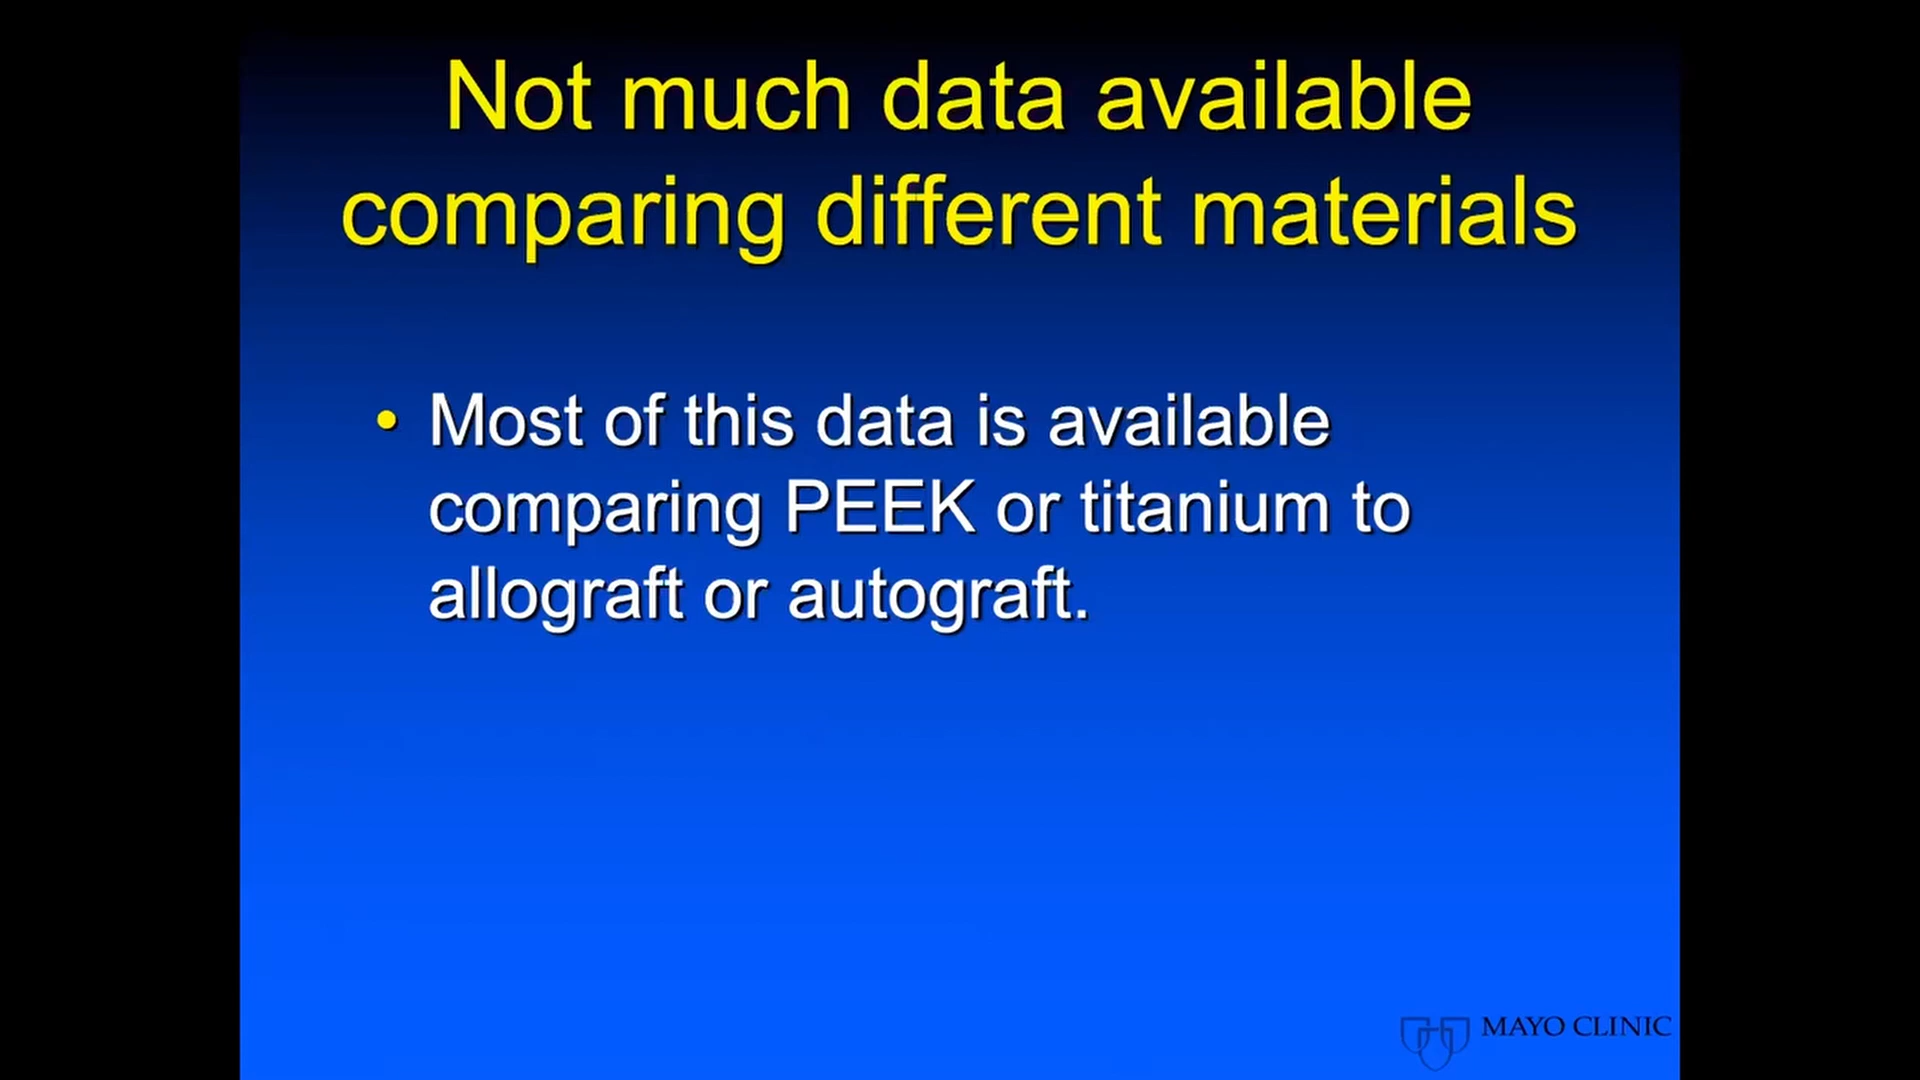 Not much data available
comparing different materials
• Most of this data is available
comparing PEEK or titanium to
allograft or autograft.
MAYO CLINIC